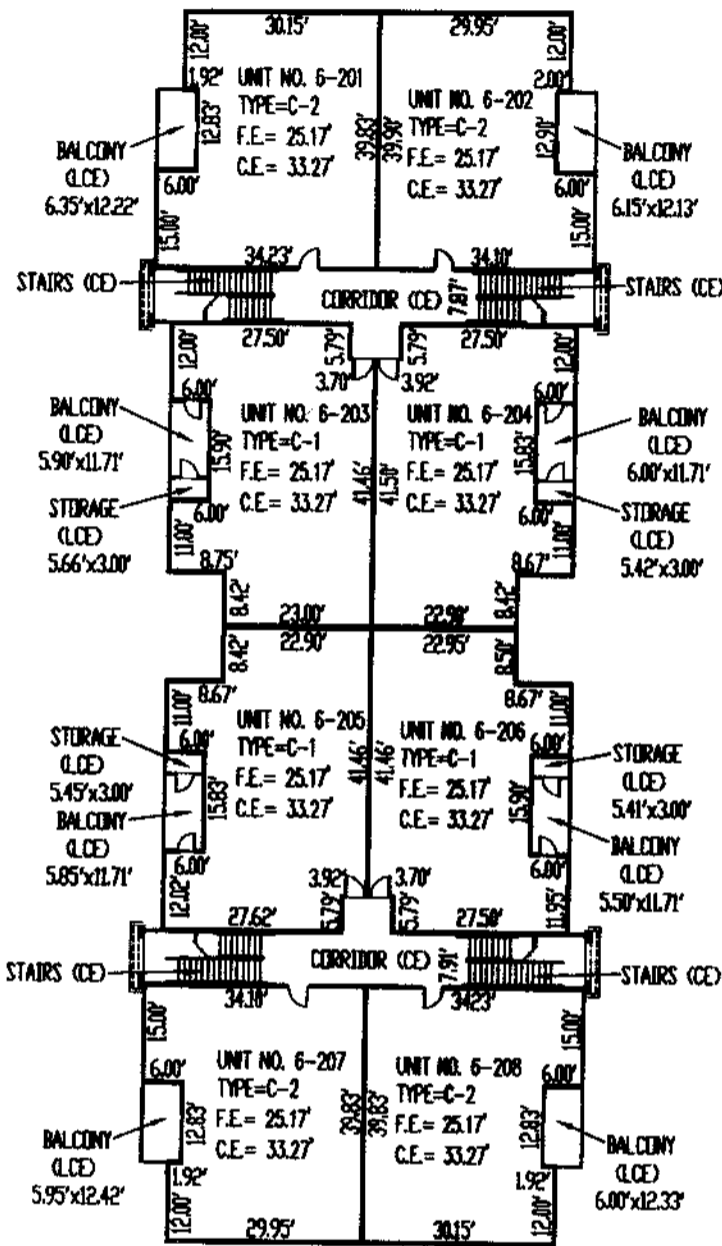 30.15'
29.95'
12.00'
12.00'
1.92'
UNIT NO. 6-201
TYPE=C-2
F.E.= 25.17'
C.E.= 33.27'
2.00'
UNIT NO. 6-202
TYPE=C-2
F.E.= 25.17'
C.E.= 33.27'
12.83'
39.83'
39.90'
12.90'
BALCONY
(LCE)
6.35'x12.22'
BALCONY
(LCE)
6.15'x12.13'
6.00'
6.00'
15.00'
15.00'
34.23'
34.10'
STAIRS (CE)
CORRIDOR (CE)
7.87'
STAIRS (CE)
27.50'
27.50'
12.00'
5.79'
5.79'
12.00'
3.70'
3.92'
6.00'
6.00'
BALCONY
(LCE)
5.90'x11.71'
UNIT NO. 6-203
TYPE=C-1
F.E.= 25.17'
C.E.= 33.27'
UNIT NO. 6-204
TYPE=C-1
F.E.= 25.17'
C.E.= 33.27'
BALCONY
(LCE)
6.00'x11.71'
15.90'
41.46'
41.50'
15.83'
STORAGE
(LCE)
5.66'x3.00'
STORAGE
(LCE)
5.42'x3.00'
6.00'
6.00'
11.00'
11.00'
8.75'
8.67'
8.42'
8.42'
23.00'
22.90'
22.90'
22.95'
8.42'
8.50'
8.67'
8.67'
11.00'
11.00'
6.00'
6.00'
STORAGE
(LCE)
5.45'x3.00'
UNIT NO. 6-205
TYPE=C-1
F.E.= 25.17'
C.E.= 33.27'
UNIT NO. 6-206
TYPE=C-1
F.E.= 25.17'
C.E.= 33.27'
STORAGE
(LCE)
5.41'x3.00'
15.83'
41.46'
41.46'
15.90'
BALCONY
(LCE)
5.85'x11.71'
BALCONY
(LCE)
5.50'x11.71'
6.00'
6.00'
12.02'
3.92'
3.70'
11.95'
5.79'
5.79'
27.62'
27.50'
STAIRS (CE)
CORRIDOR (CE)
7.91'
STAIRS (CE)
34.10'
34.23'
15.00'
15.00'
6.00'
6.00'
UNIT NO. 6-207
TYPE=C-2
F.E.= 25.17'
C.E.= 33.27'
UNIT NO. 6-208
TYPE=C-2
F.E.= 25.17'
C.E.= 33.27'
12.83'
39.83'
39.83'
12.83'
BALCONY
(LCE)
5.95'x12.42'
BALCONY
(LCE)
6.00'x12.33'
1.92'
1.92'
12.00'
12.00'
29.95'
30.15'